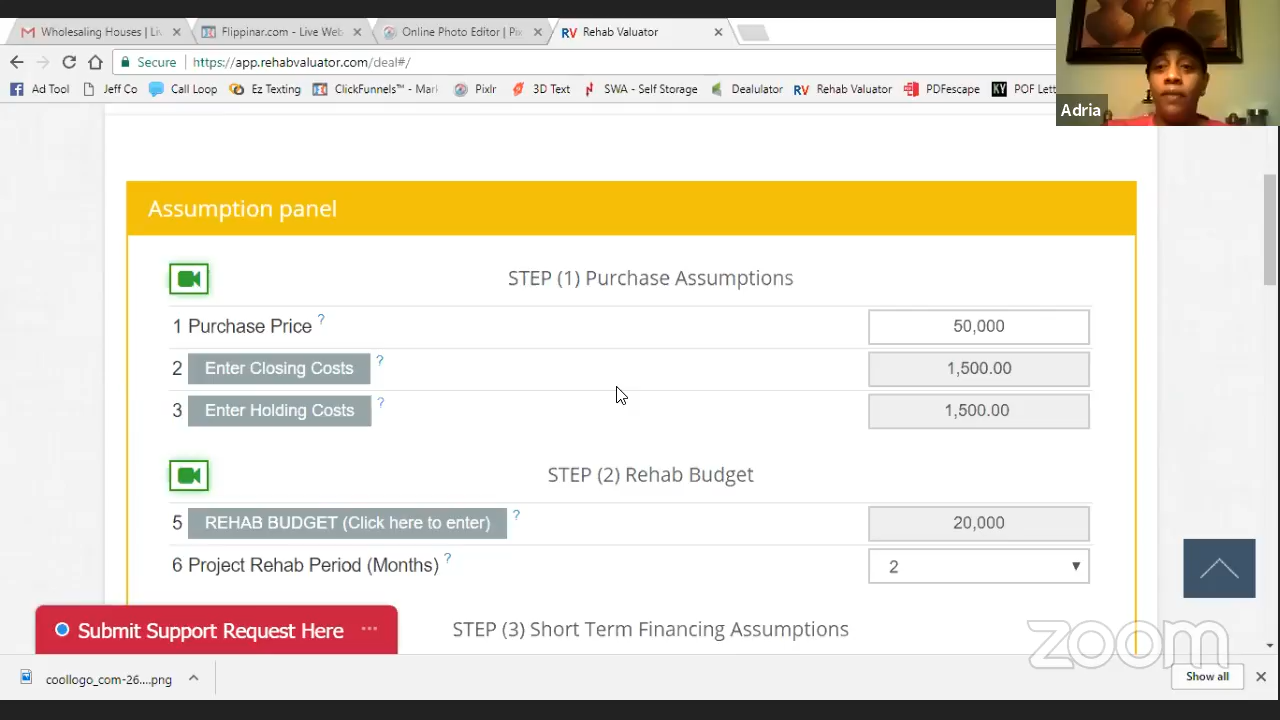 Wholesaling Houses | Li
Flippinar.com - Live Web
Online Photo Editor | Pix
RV Rehab Valuator
Secure https://app.rehabvaluator.com/deal#/
Ad Tool Jeff Co Call Loop Ez Texting ClickFunnels™ - Mark Pixlr 3D Text SWA - Self Storage Dealulator RV Rehab Valuator PDFescape KY POF Lett
Adria
Assumption panel
STEP (1) Purchase Assumptions
1 Purchase Price ? 50,000
2 Enter Closing Costs ? 1,500.00
3 Enter Holding Costs ? 1,500.00
STEP (2) Rehab Budget
5 REHAB BUDGET (Click here to enter) ? 20,000
6 Project Rehab Period (Months) ? 2
Submit Support Request Here ...
STEP (3) Short Term Financing Assumptions
zoom
coollogo_com-26....png
Show all